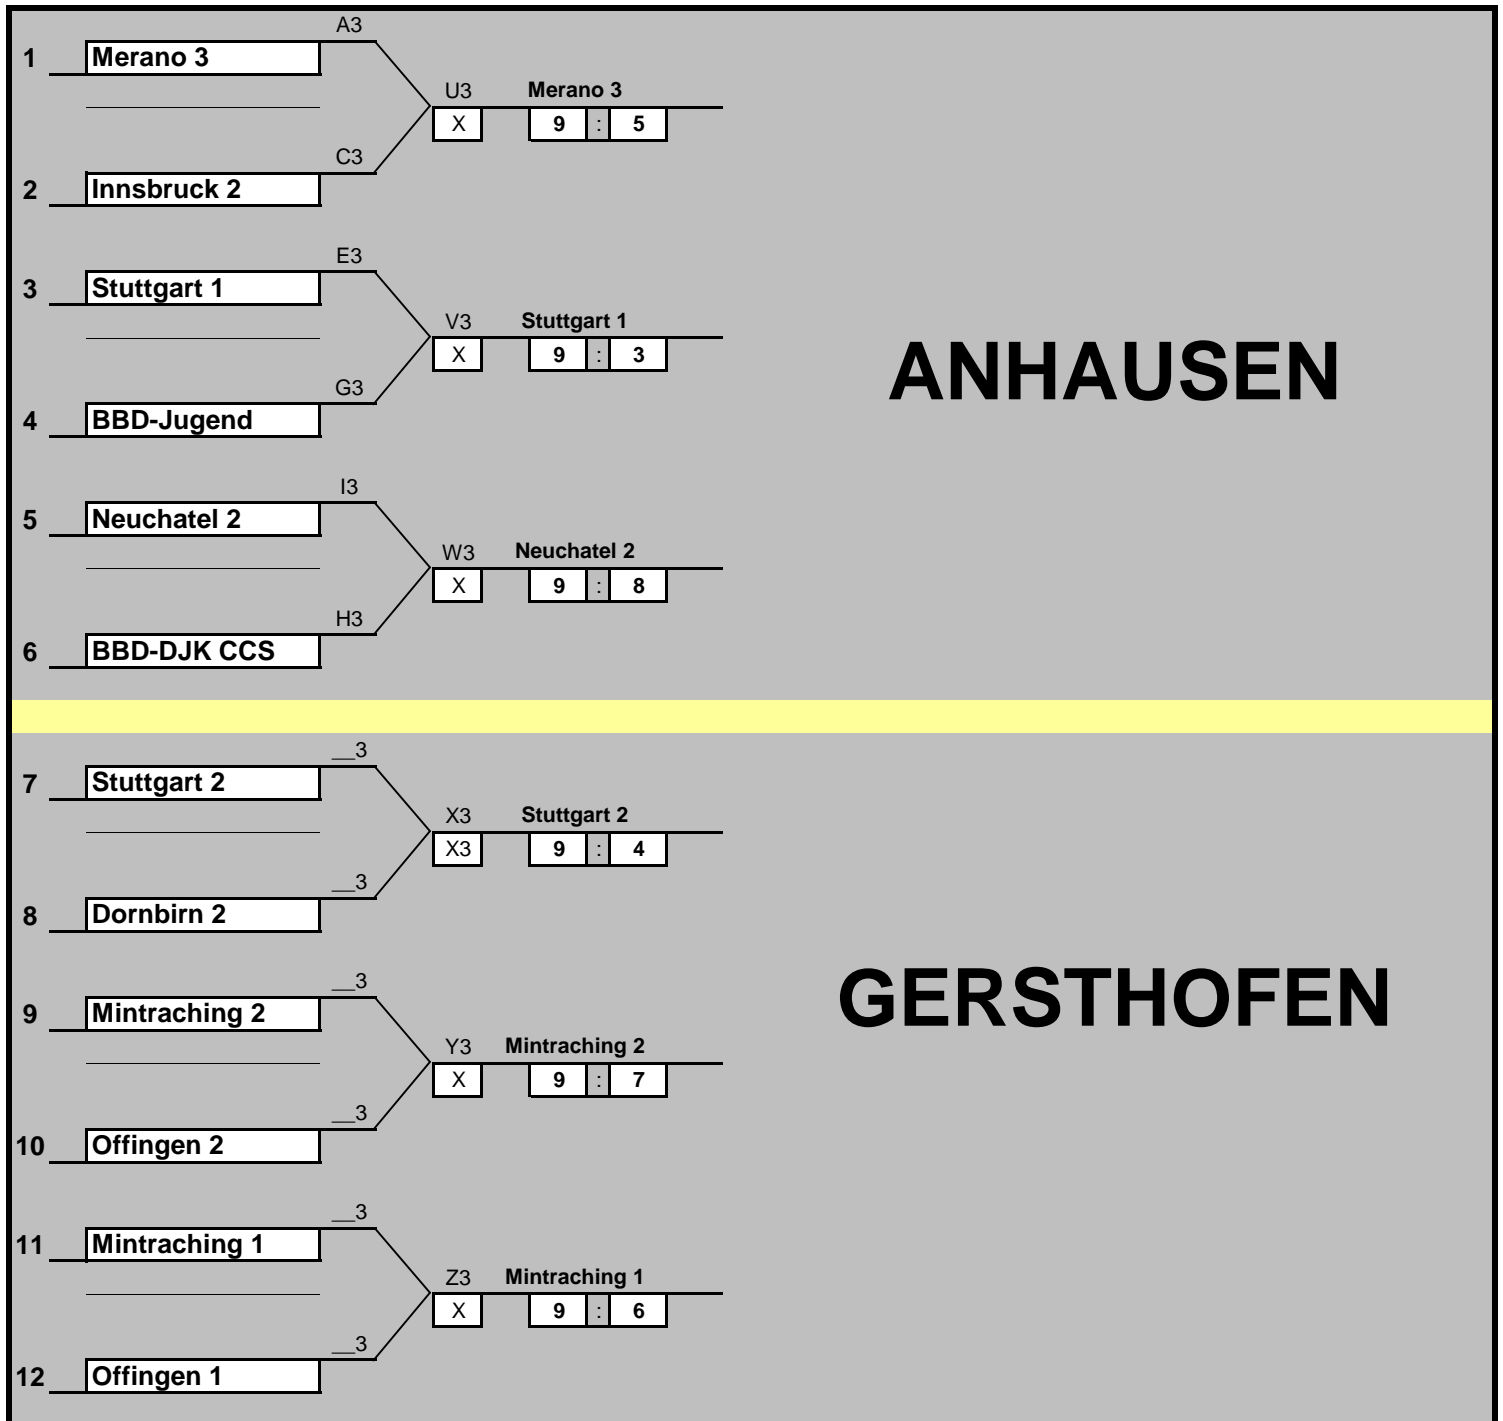 A3
1 Merano 3
U3 Merano 3
X 9 : 5
C3
2 Innsbruck 2
E3
3 Stuttgart 1
V3 Stuttgart 1
X 9 : 3
ANHAUSEN
G3
4 BBD-Jugend
I3
5 Neuchatel 2
W3 Neuchatel 2
X 9 : 8
H3
6 BBD-DJK CCS
__3
7 Stuttgart 2
X3 Stuttgart 2
X3 9 : 4
__3
8 Dornbirn 2
__3
9 Mintraching 2
GERSTHOFEN
Y3 Mintraching 2
X 9 : 7
__3
10 Offingen 2
__3
11 Mintraching 1
Z3 Mintraching 1
X 9 : 6
__3
12 Offingen 1